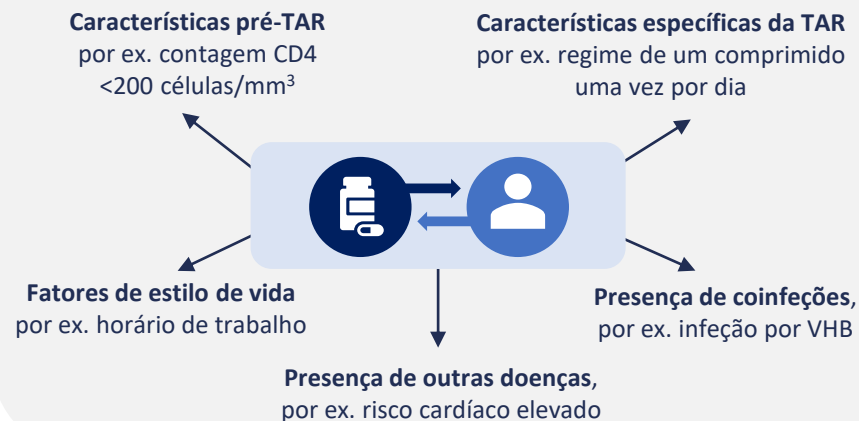 Características pré-TAR
por ex. contagem CD4
<200 células/mm³
Características específicas da TAR
por ex. regime de um comprimido
uma vez por dia
Fatores de estilo de vida
por ex. horário de trabalho
Presença de coinfeções,
por ex. infeção por VHB
Presença de outras doenças,
por ex. risco cardíaco elevado